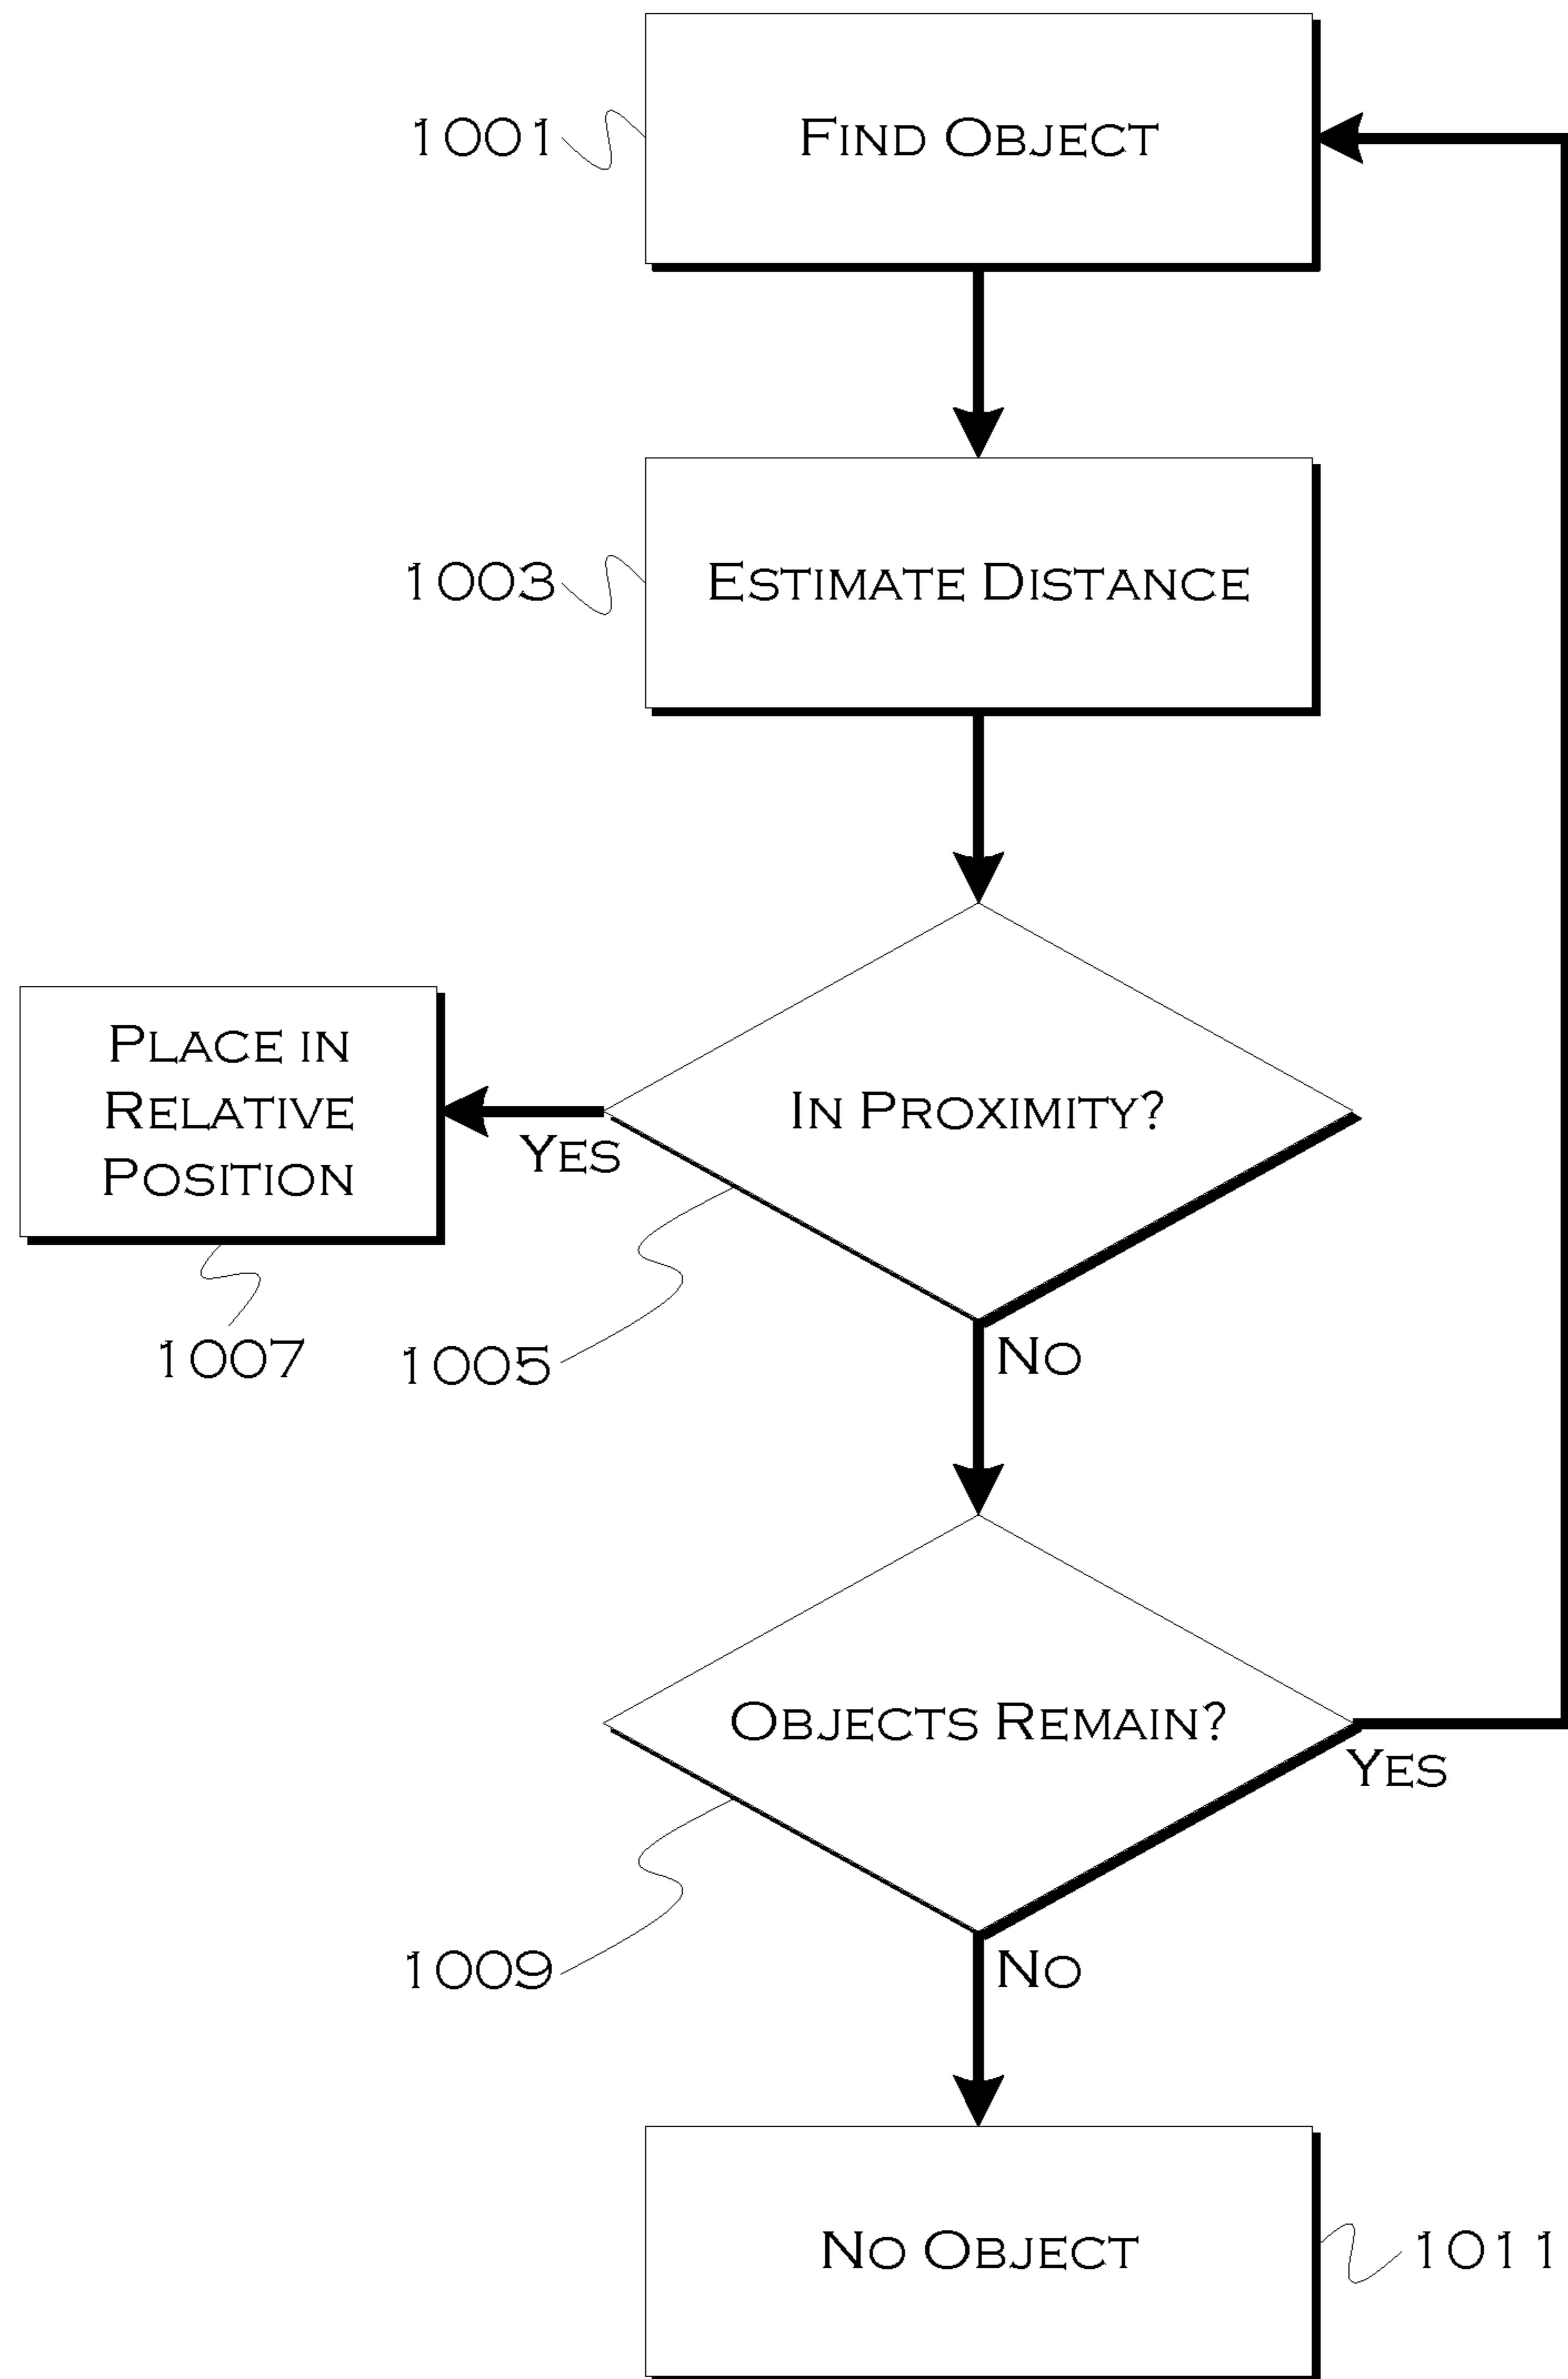 1001
FIND OBJECT
1003
ESTIMATE DISTANCE
PLACE IN
RELATIVE
POSITION
IN PROXIMITY?
YES
1007
1005
NO
OBJECTS REMAIN?
YES
1009
NO
NO OBJECT
1011